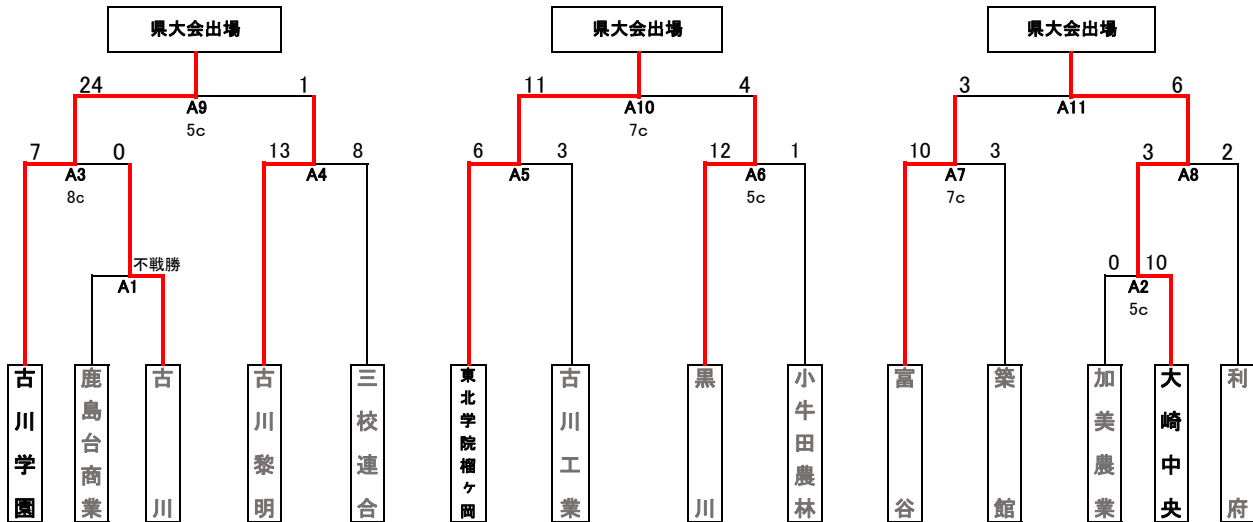 県大会出場 県大会出場 県大会出場
24 1 11 4 3 6
A9 A10 A11
5c 7c
7 0 13 8 6 3 12 1 10 3 3 2
A3 A4 A5 A6 A7 A8
8c 5c 7c
不戦勝 0 10
A1 A2
5c
古川学園
鹿島台商業
古川
古川黎明
三校連合
東北学院榴ヶ岡
古川工業
黒川
小牛田農林
富谷
築館
加美農業
大崎中央
利府